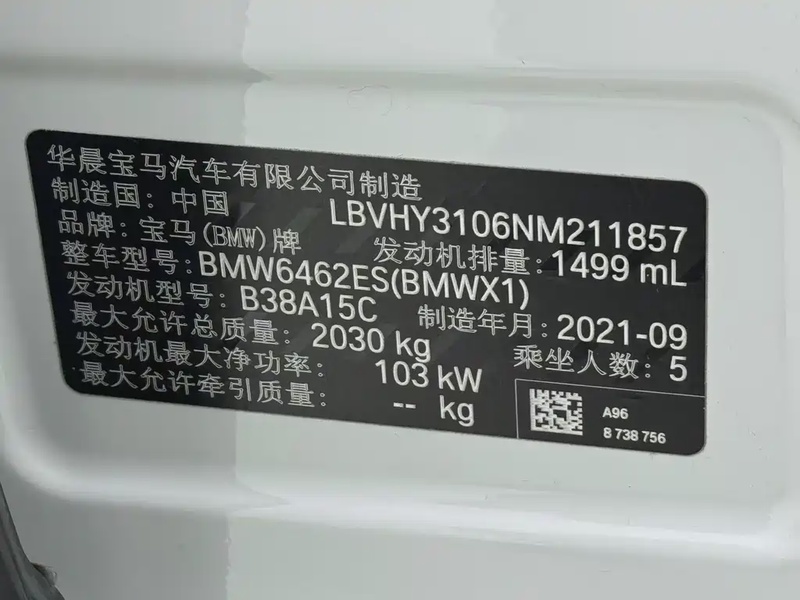 华晨宝马汽车有限公司制造
制造国: 中国 LBVHY3106NM211857
品牌: 宝马(BMW)牌 发动机排量: 1499 mL
整车型号: BMW6462ES(BMWX1)
发动机型号: B38A15C 制造年月: 2021-09
最大允许总质量: 2030 kg 乘坐人数: 5
发动机最大净功率: 103 kW
最大允许牵引质量: -- kg
A96
8 738 756